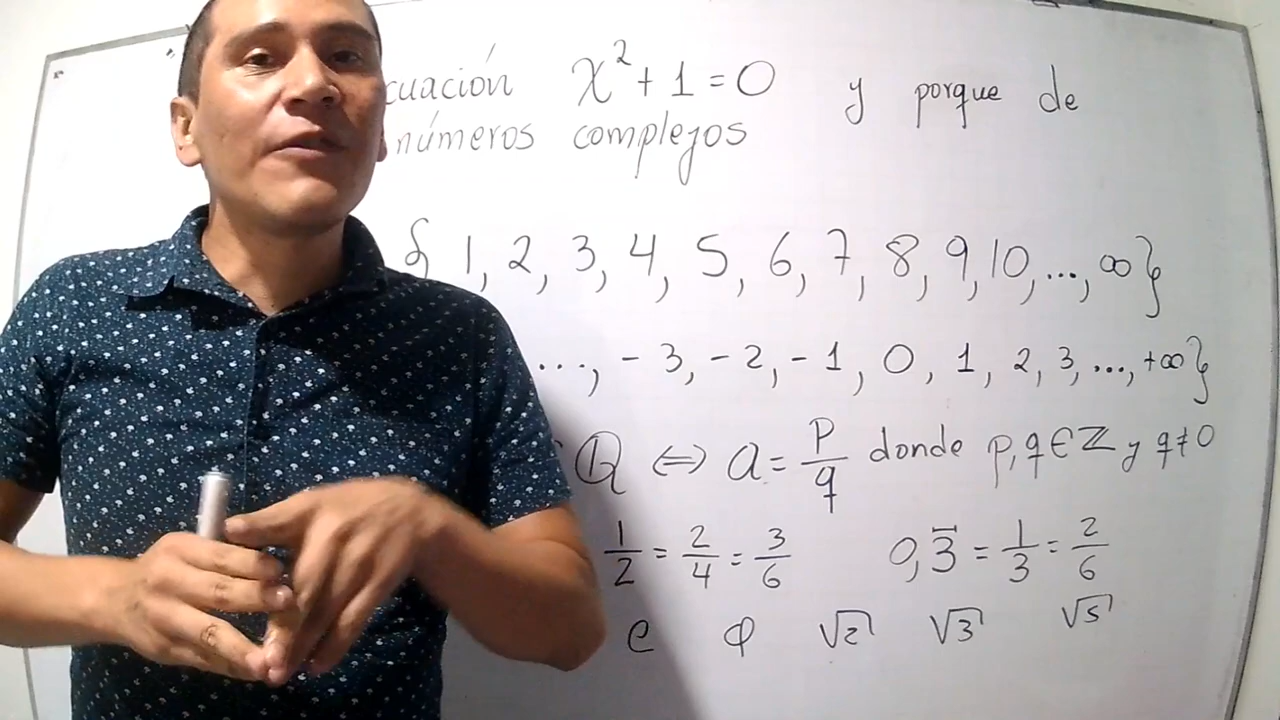 cuación x² + 1 = 0 y porque de
números complejos
{ 1, 2, 3, 4, 5, 6, 7, 8, 9, 10, ..., ∞ }
..., -3, -2, -1, 0, 1, 2, 3, ..., +∞ }
Q ⇔ a = p/q donde p, q ∈ ℤ y q ≠ 0
1/2 = 2/4 = 3/6 0,3̅ = 1/3 = 2/6
e φ √2 √3 √5